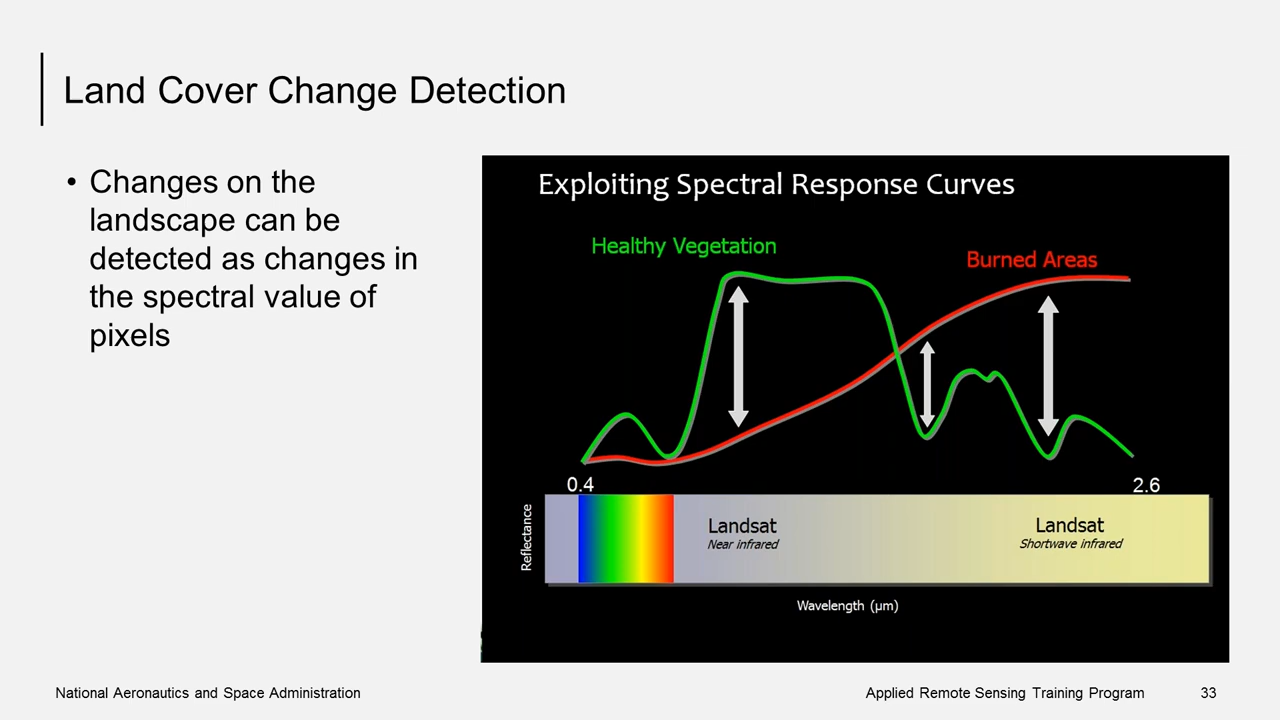 Land Cover Change Detection
• Changes on the
landscape can be
detected as changes in
the spectral value of
pixels
Exploiting Spectral Response Curves
Healthy Vegetation
Burned Areas
0.4
2.6
Reflectance
Landsat
Near infrared
Landsat
Shortwave infrared
Wavelength (µm)
National Aeronautics and Space Administration
Applied Remote Sensing Training Program
33